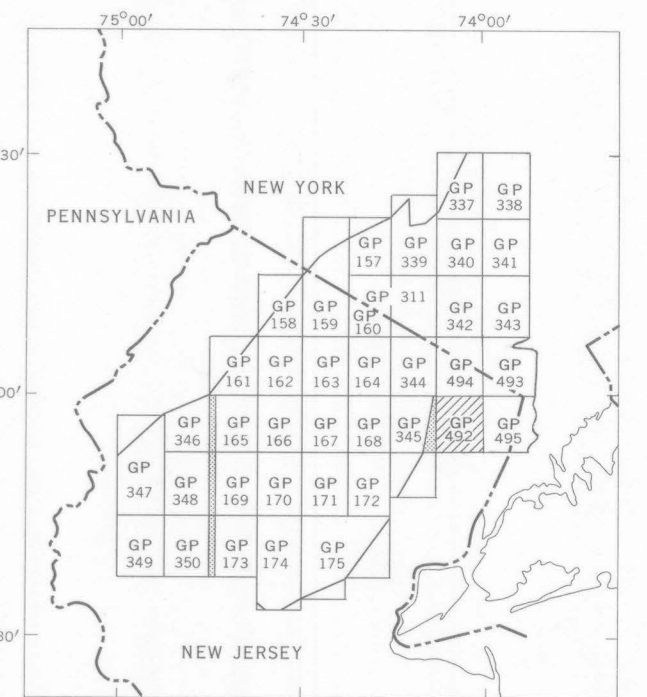 75°00′ 74°30′ 74°00′
30′
NEW YORK
PENNSYLVANIA
GP 337
GP 338
GP 157
GP 339
GP 340
GP 341
GP 158
GP 159
GP 160
GP 311
GP 342
GP 343
GP 161
GP 162
GP 163
GP 164
GP 344
GP 494
GP 493
00′
GP 346
GP 165
GP 166
GP 167
GP 168
GP 345
GP 492
GP 495
GP 347
GP 348
GP 169
GP 170
GP 171
GP 172
GP 349
GP 350
GP 173
GP 174
GP 175
30′
NEW JERSEY